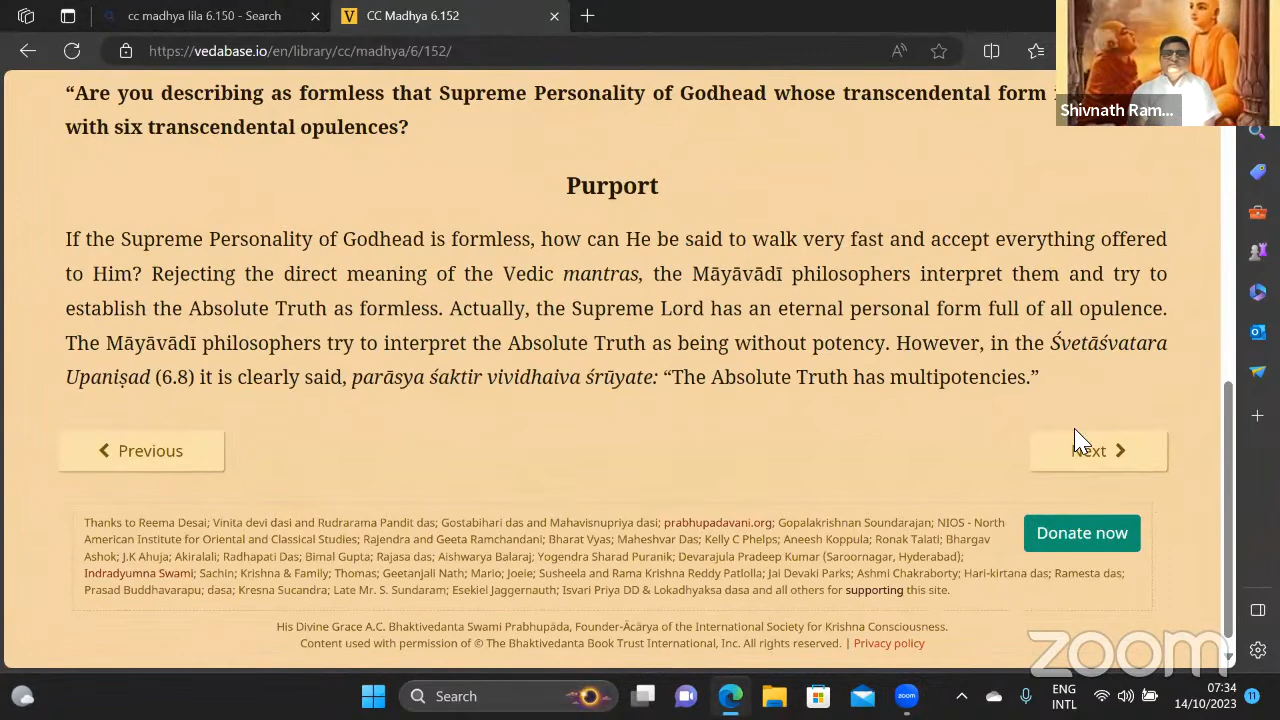 cc madhya lila 6.150 - Search
CC Madhya 6.152
https://vedabase.io/en/library/cc/madhya/6/152/
“Are you describing as formless that Supreme Personality of Godhead whose transcendental form
with six transcendental opulences?
Shivnath Ram...
Purport
If the Supreme Personality of Godhead is formless, how can He be said to walk very fast and accept everything offered
to Him? Rejecting the direct meaning of the Vedic mantras, the Māyāvādī philosophers interpret them and try to
establish the Absolute Truth as formless. Actually, the Supreme Lord has an eternal personal form full of all opulence.
The Māyāvādī philosophers try to interpret the Absolute Truth as being without potency. However, in the Śvetāśvatara
Upaniṣad (6.8) it is clearly said, parāsya śaktir vividhaiva śrūyate: “The Absolute Truth has multipotencies.”
Previous
Next
Thanks to Reema Desai; Vinita devi dasi and Rudrarama Pandit das; Gostabihari das and Mahavisnupriya dasi; prabhupadavani.org; Gopalakrishnan Soundarajan; NIOS - North
American Institute for Oriental and Classical Studies; Rajendra and Geeta Ramchandani; Bharat Vyas; Maheshvar Das; Kelly C Phelps; Aneesh Koppula; Ronak Talati; Bhargav
Ashok; J.K Ahuja; Akiralali; Radhapati Das; Bimal Gupta; Rajasa das; Aishwarya Balaraj; Yogendra Sharad Puranik; Devarajula Pradeep Kumar (Saroornagar, Hyderabad);
Indradyumna Swami; Sachin; Krishna & Family; Thomas; Geetanjali Nath; Mario; Joeie; Susheela and Rama Krishna Reddy Patlolla; Jai Devaki Parks; Ashmi Chakraborty; Hari-kirtana das; Ramesta das;
Prasad Buddhavarapu; dasa; Kresna Sucandra; Late Mr. S. Sundaram; Esekiel Jaggernauth; Isvari Priya DD & Lokadhyaksa dasa and all others for supporting this site.
Donate now
His Divine Grace A.C. Bhaktivedanta Swami Prabhupāda, Founder-Ācārya of the International Society for Krishna Consciousness.
Content used with permission of © The Bhaktivedanta Book Trust International, Inc. All rights reserved. | Privacy policy
zoom
Search
zoom
ENG
INTL
07:34
14/10/2023
11